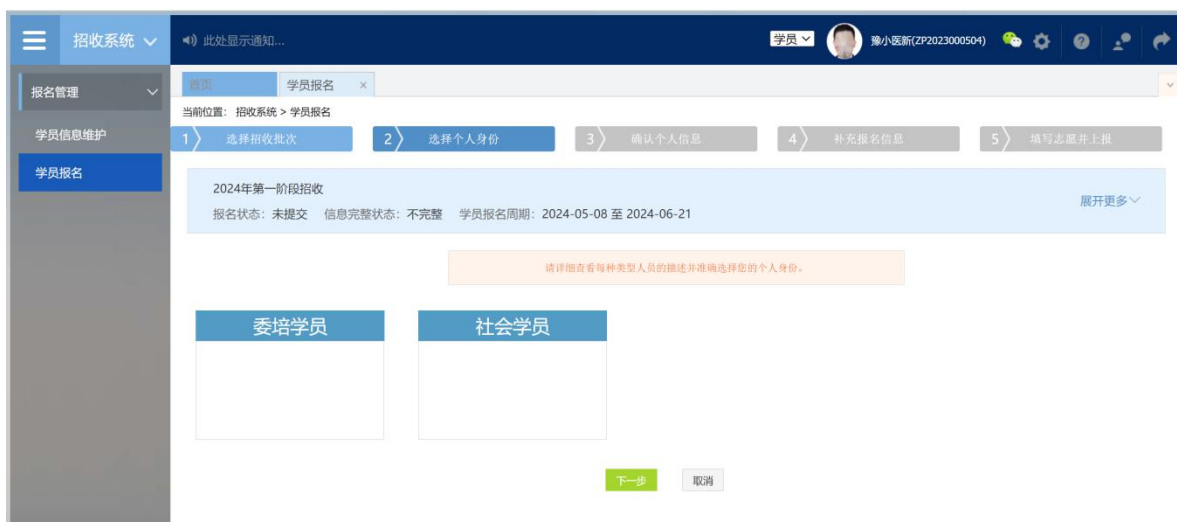 招收系统
此处显示通知...
学员
豫小医新(ZP2023000504)
报名管理
学员信息维护
学员报名
首页
学员报名 ×
当前位置: 招收系统 > 学员报名
1 选择招收批次
2 选择个人身份
3 确认个人信息
4 补充报名信息
5 填写志愿并上报
2024年第一阶段招收
报名状态: 未提交 信息完整状态: 不完整 学员报名周期: 2024-05-08 至 2024-06-21
展开更多
请详细查看每种类型人员的描述并准确选择您的个人身份。
委培学员
社会学员
下一步
取消